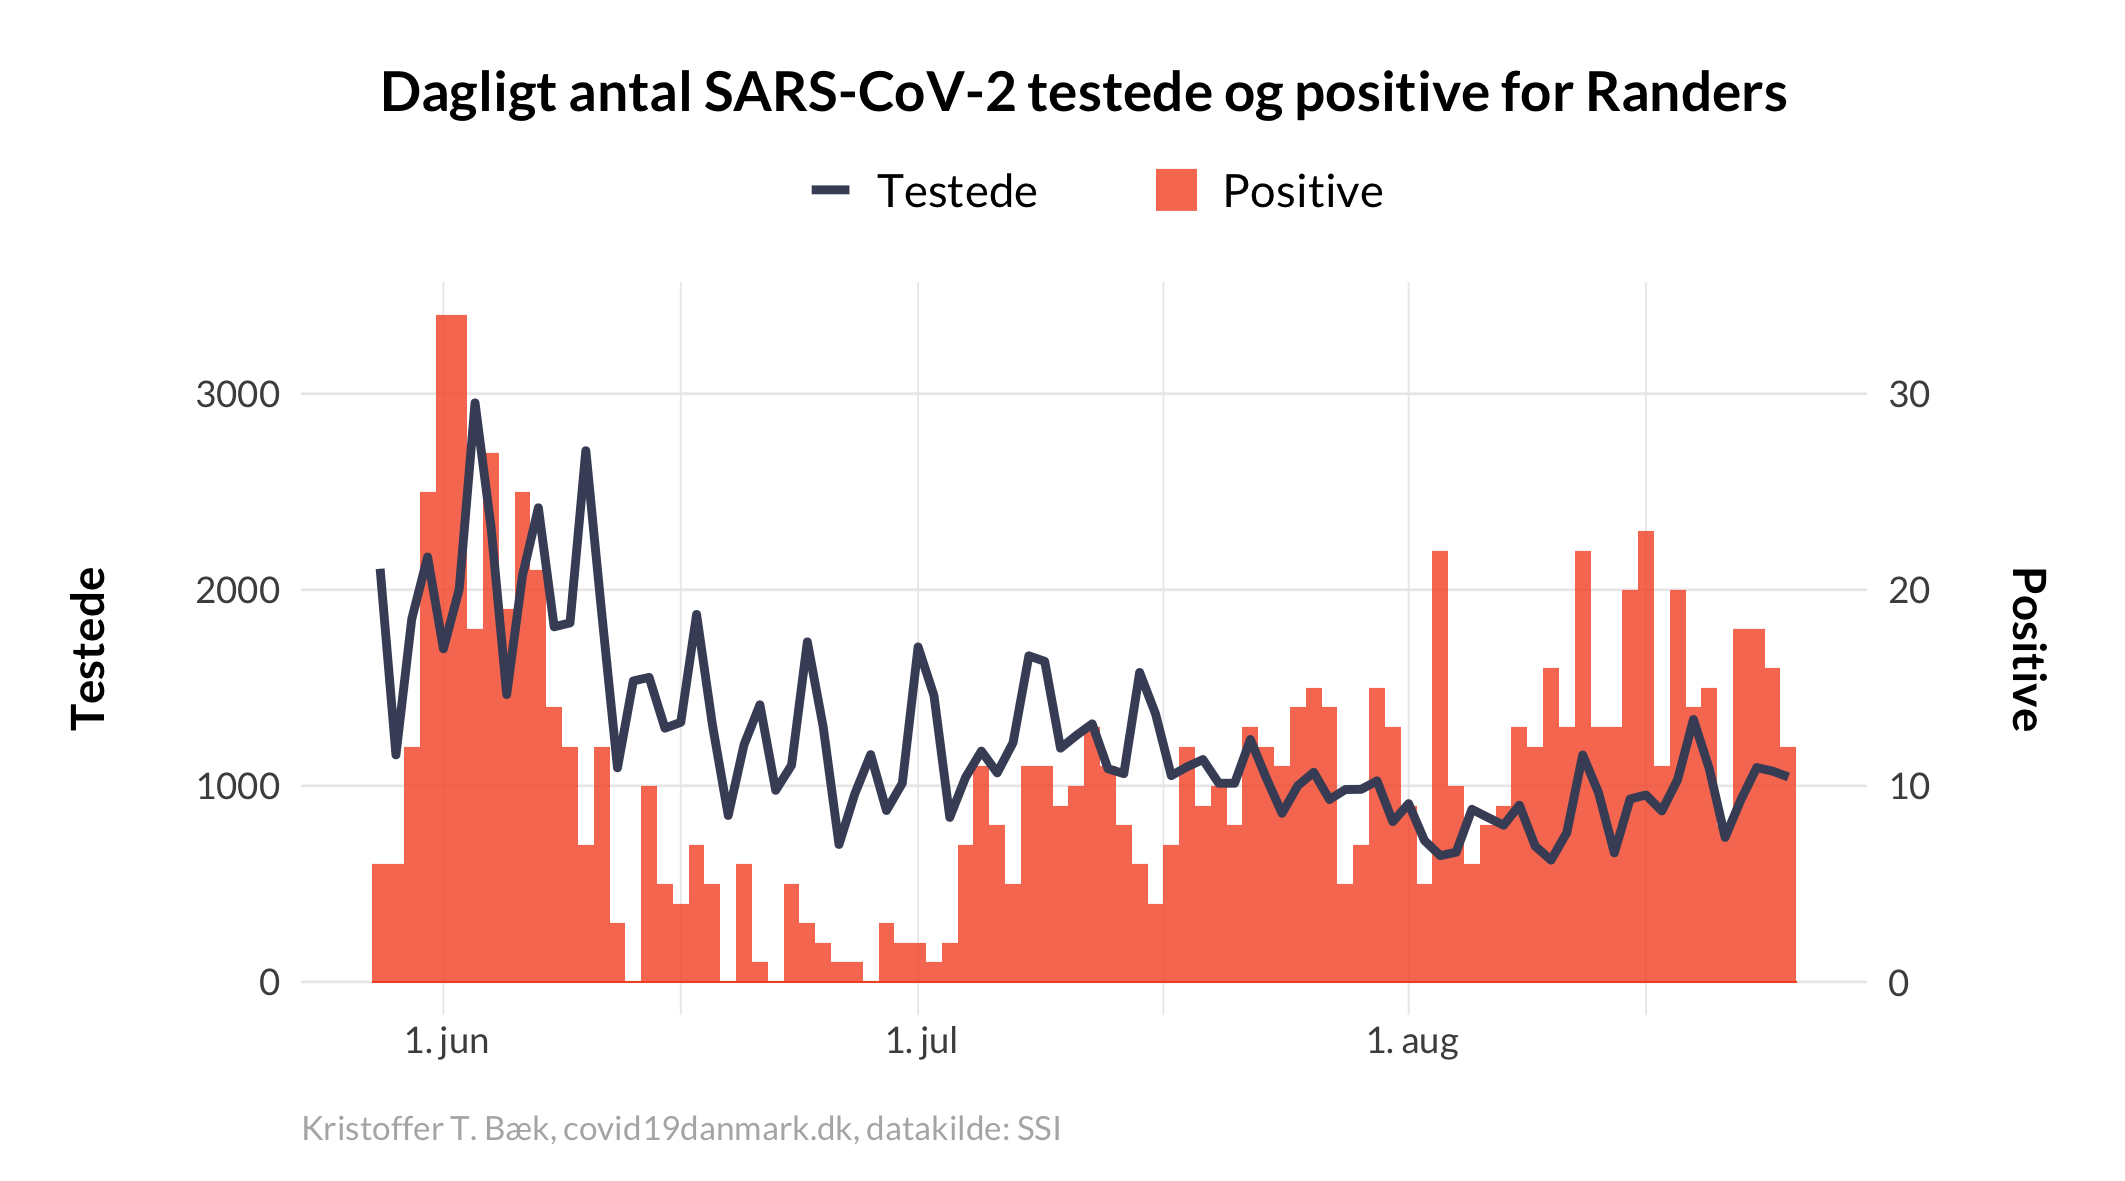 Dagligt antal SARS-CoV-2 testede og positive for Randers
Testede
Positive
3000
2000
1000
0
30
20
10
0
Testede
Positive
1. jun
1. jul
1. aug
Kristoffer T. Bæk, covid19danmark.dk, datakilde: SSI